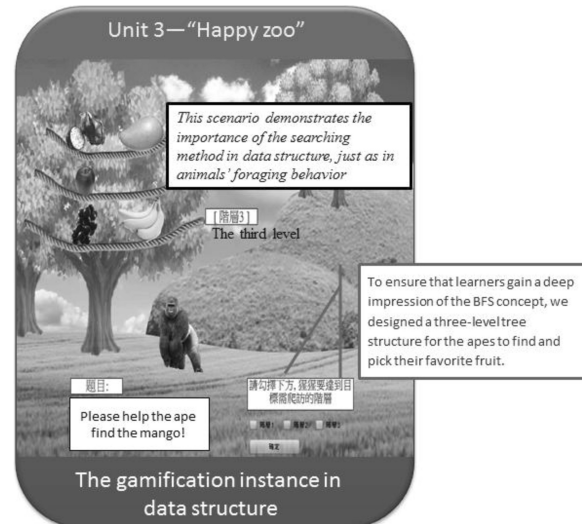 Unit 3—“Happy zoo”
This scenario demonstrates the
importance of the searching
method in data structure, just as in
animals’ foraging behavior
[階層3]
The third level
To ensure that learners gain a deep
impression of the BFS concept, we
designed a three-level tree
structure for the apes to find and
pick their favorite fruit.
題目:
Please help the ape
find the mango!
請勾擇下方, 猩猩要達到目
標需爬訪的階層
階層1 階層2 階層3
The gamification instance in
data structure